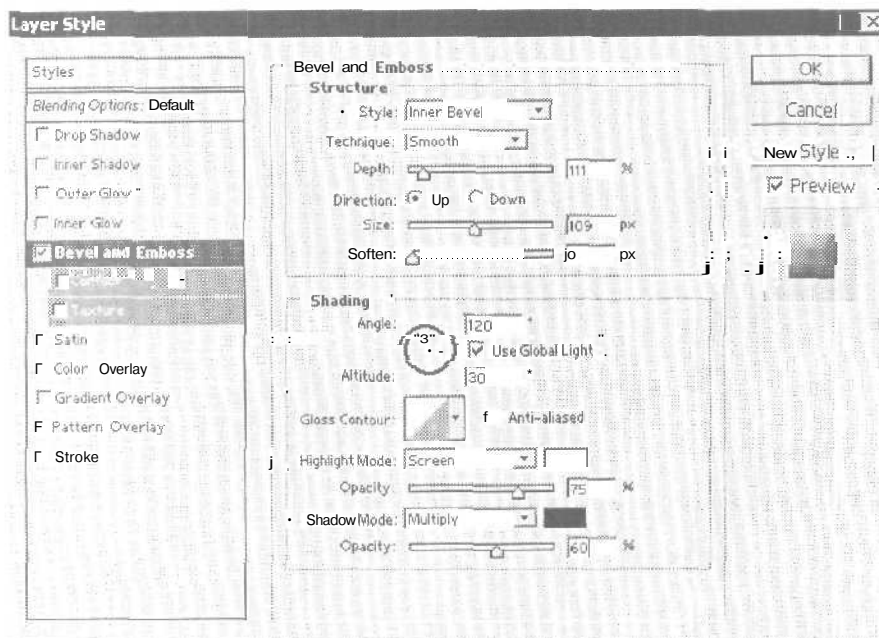 Layer Style
Styles
Blending Options: Default
Drop Shadow
Inner Shadow
Outer Glow
Inner Glow
Bevel and Emboss
Contour
Texture
Satin
Color Overlay
Gradient Overlay
Pattern Overlay
Stroke
Bevel and Emboss
Structure
Style: Inner Bevel
Technique: Smooth
Depth: 111 %
Direction: Up Down
Size: 109 px
Soften: jo px
Shading
Angle: 120 °
Use Global Light
Altitude: 30 °
Gloss Contour: Anti-aliased
Highlight Mode: Screen
Opacity: 75 %
Shadow Mode: Multiply
Opacity: 60 %
OK
Cancel
New Style .,
Preview